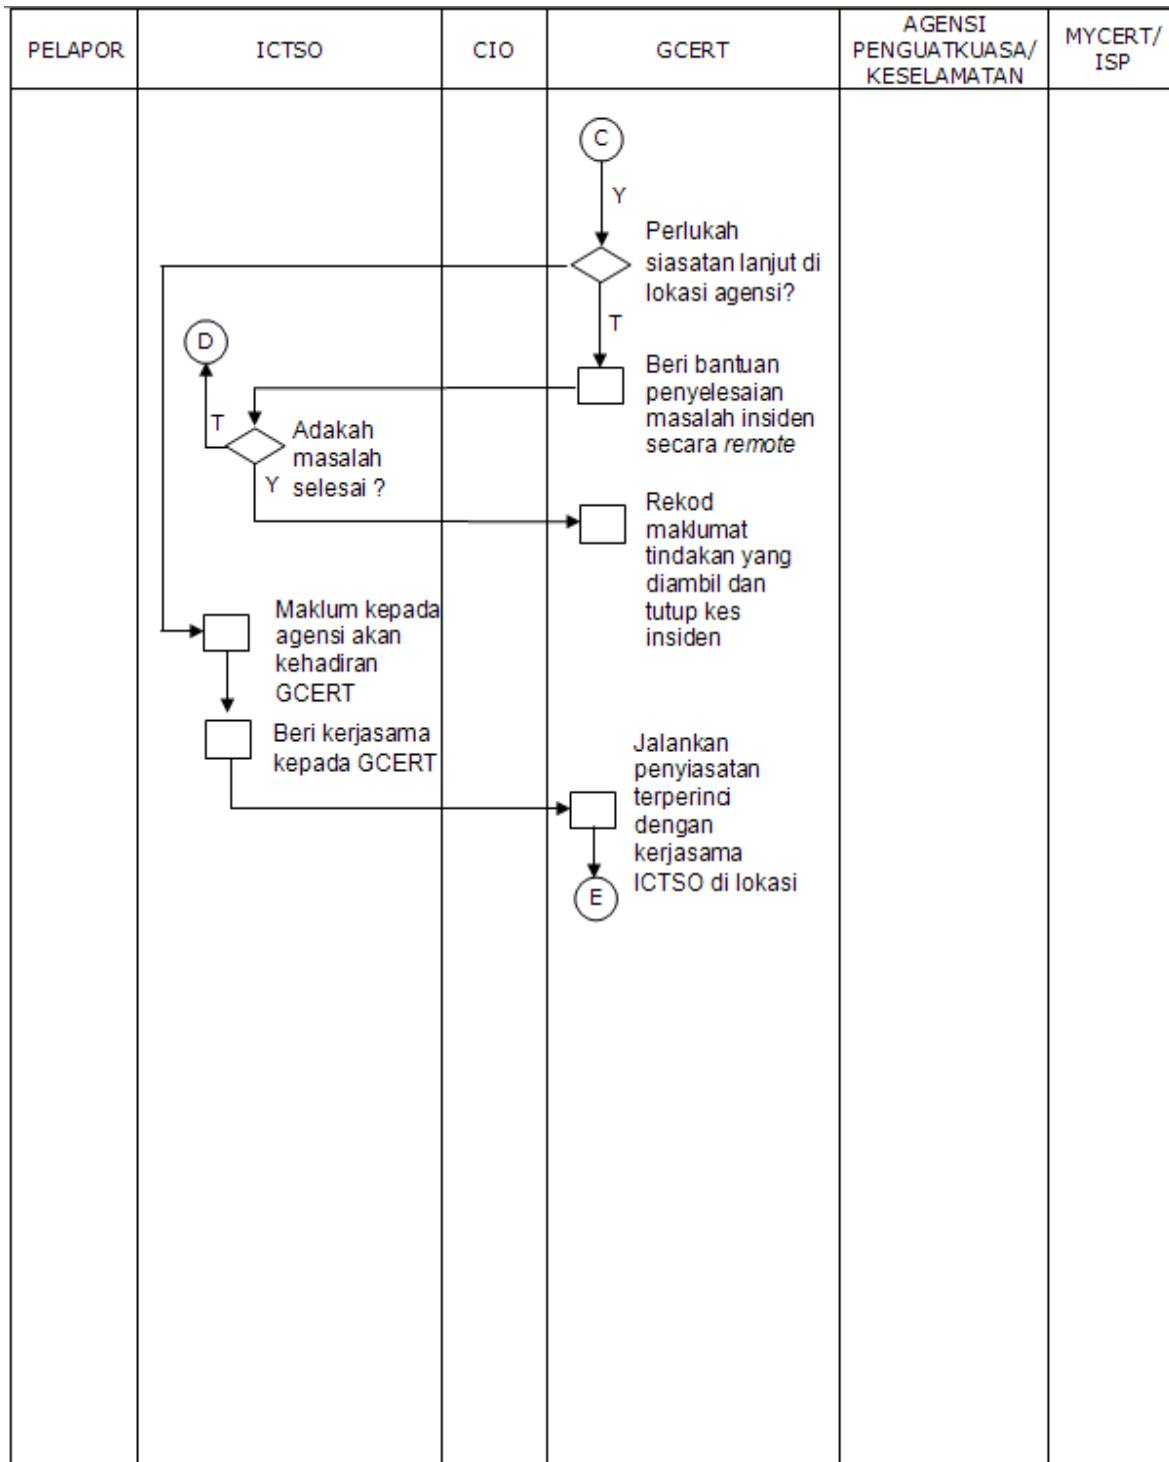 PELAPOR
ICTSO
CIO
GCERT
AGENSI
PENGUATKUASA/
KESELAMATAN
MYCERT/
ISP
C
Y
Perlukah
siasatan lanjut di
lokasi agensi?
T
D
Beri bantuan
penyelesaian
masalah insiden
secara remote
T
Adakah
masalah
selesai ?
Y
Rekod
maklumat
tindakan yang
diambil dan
tutup kes
insiden
Maklum kepada
agensi akan
kehadiran
GCERT
Beri kerjasama
kepada GCERT
Jalankan
penyiasatan
terperinci
dengan
kerjasama
ICTSO di lokasi
E